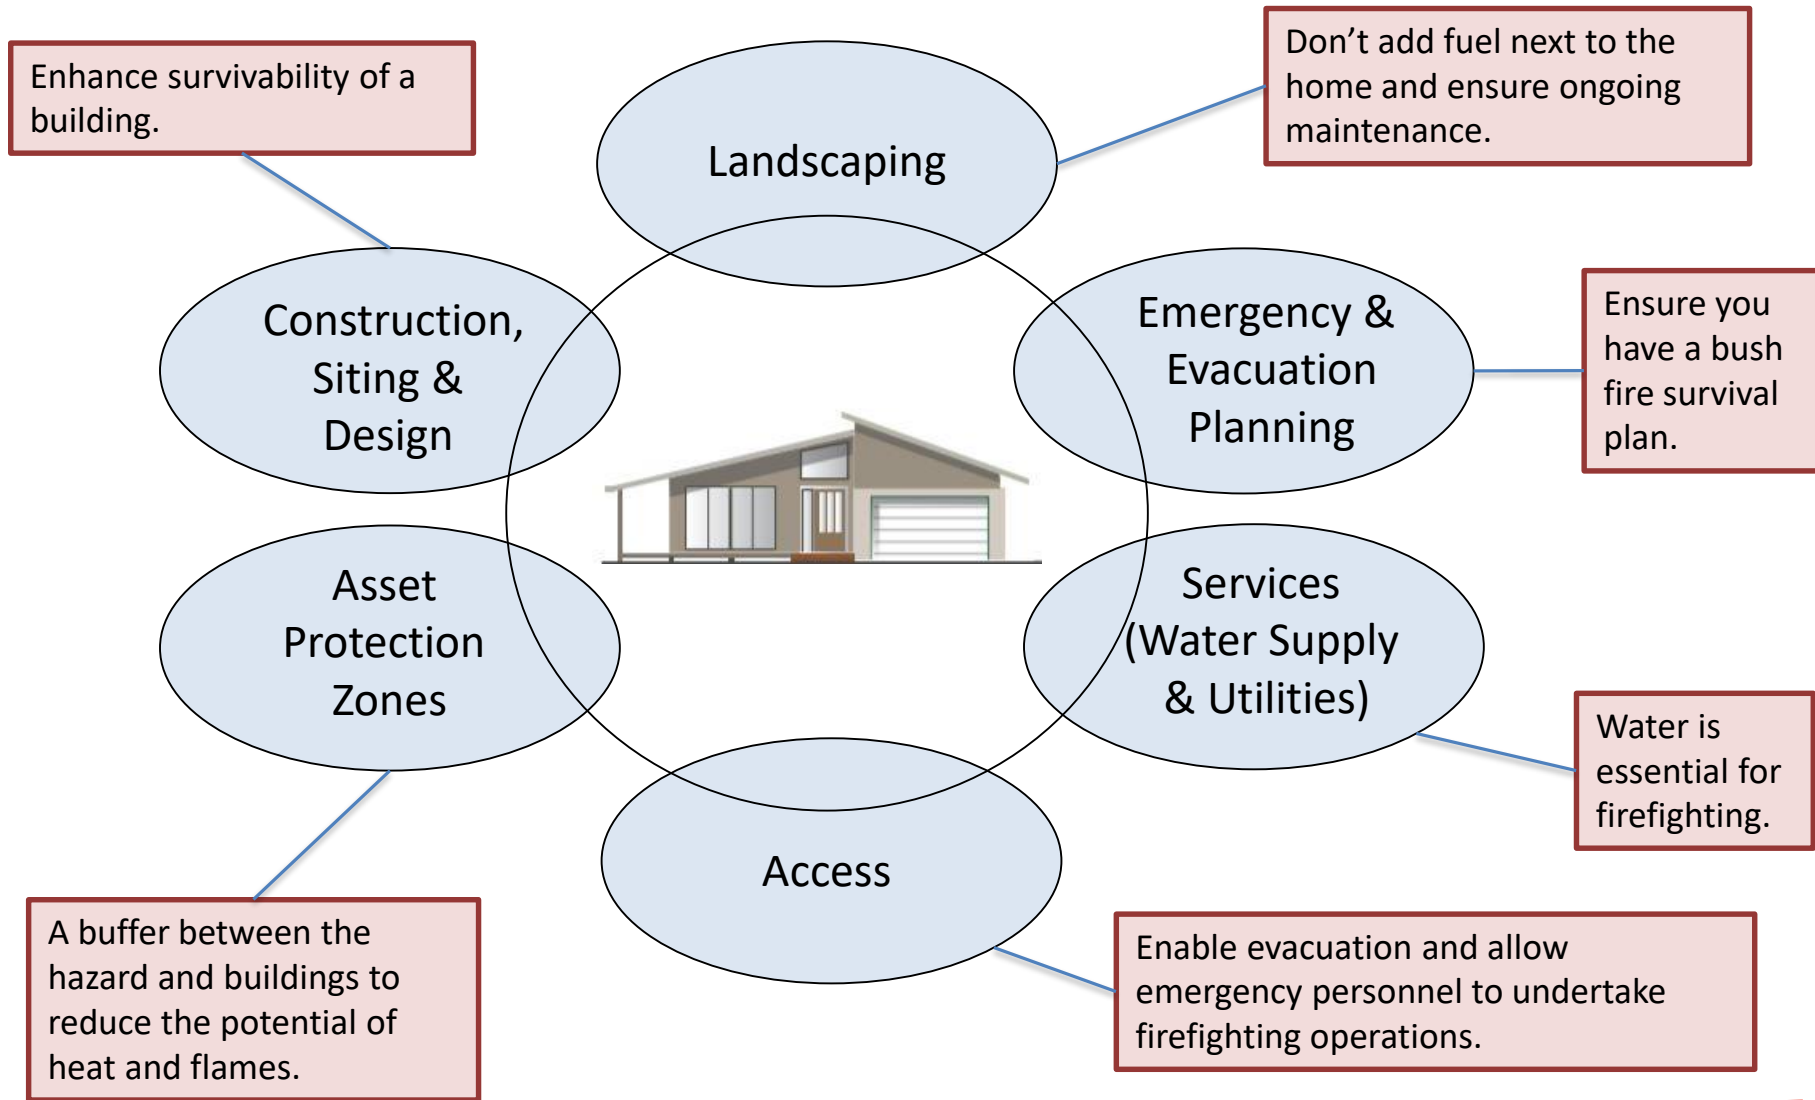 Enhance survivability of a
building.
Landscaping
Don’t add fuel next to the
home and ensure ongoing
maintenance.
Construction,
Siting &
Design
Emergency &
Evacuation
Planning
Ensure you
have a bush
fire survival
plan.
Asset
Protection
Zones
Services
(Water Supply
& Utilities)
Water is
essential for
firefighting.
Access
A buffer between the
hazard and buildings to
reduce the potential of
heat and flames.
Enable evacuation and allow
emergency personnel to undertake
firefighting operations.